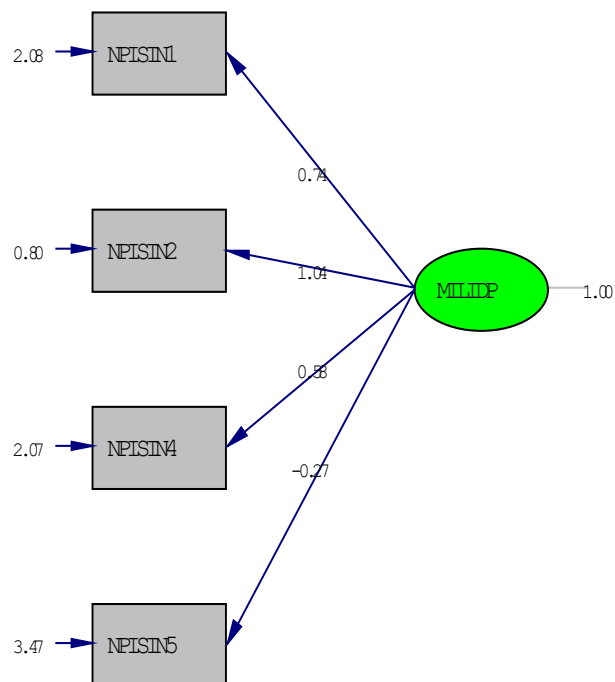 2.08 NPISIN1
0.74
0.80 NPISIN2
1.04
MILIDP 1.00
0.58
2.07 NPISIN4
-0.27
3.47 NPISIN5